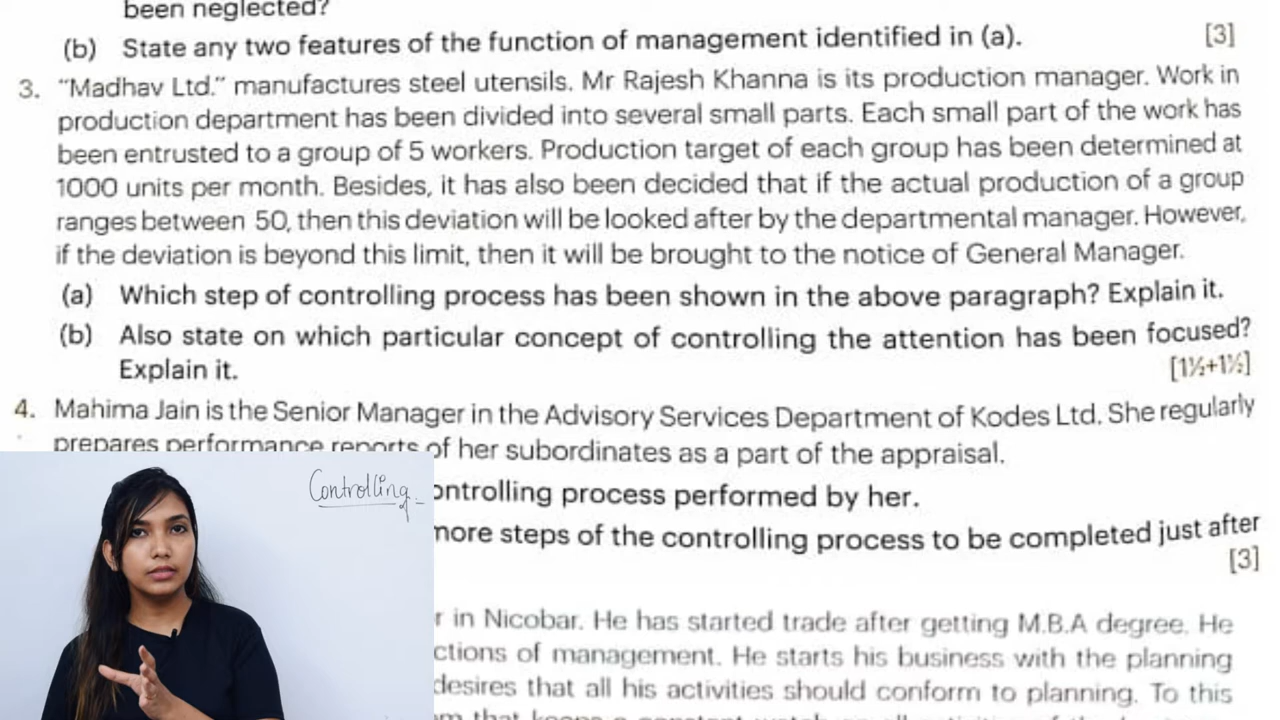 been neglected?
(b) State any two features of the function of management identified in (a). [3]
3. "Madhav Ltd." manufactures steel utensils. Mr Rajesh Khanna is its production manager. Work in
production department has been divided into several small parts. Each small part of the work has
been entrusted to a group of 5 workers. Production target of each group has been determined at
1000 units per month. Besides, it has also been decided that if the actual production of a group
ranges between 50, then this deviation will be looked after by the departmental manager. However,
if the deviation is beyond this limit, then it will be brought to the notice of General Manager.
(a) Which step of controlling process has been shown in the above paragraph? Explain it.
(b) Also state on which particular concept of controlling the attention has been focused?
Explain it. [1½+1½]
4. Mahima Jain is the Senior Manager in the Advisory Services Department of Kodes Ltd. She regularly
prepares performance reports of her subordinates as a part of the appraisal.
Controlling
controlling process performed by her.
more steps of the controlling process to be completed just after
[3]
r in Nicobar. He has started trade after getting M.B.A degree. He
ctions of management. He starts his business with the planning
desires that all his activities should conform to planning. To this